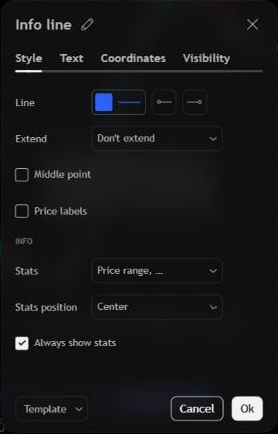 Info line
Style Text Coordinates Visibility
Line
Extend Don't extend
Middle point
Price labels
INFO
Stats Price range, ...
Stats position Center
Always show stats
Template Cancel Ok